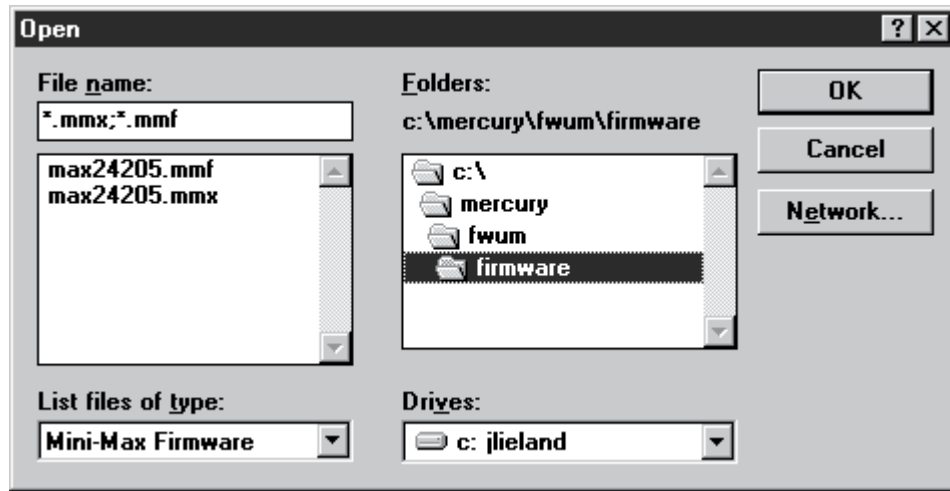 Open
File name:
*.mmx;*.mmf
max24205.mmf
max24205.mmx
List files of type:
Mini-Max Firmware
Folders:
c:\mercury\fwum\firmware
c:\
mercury
fwum
firmware
Drives:
c: jlieland
OK
Cancel
Network...